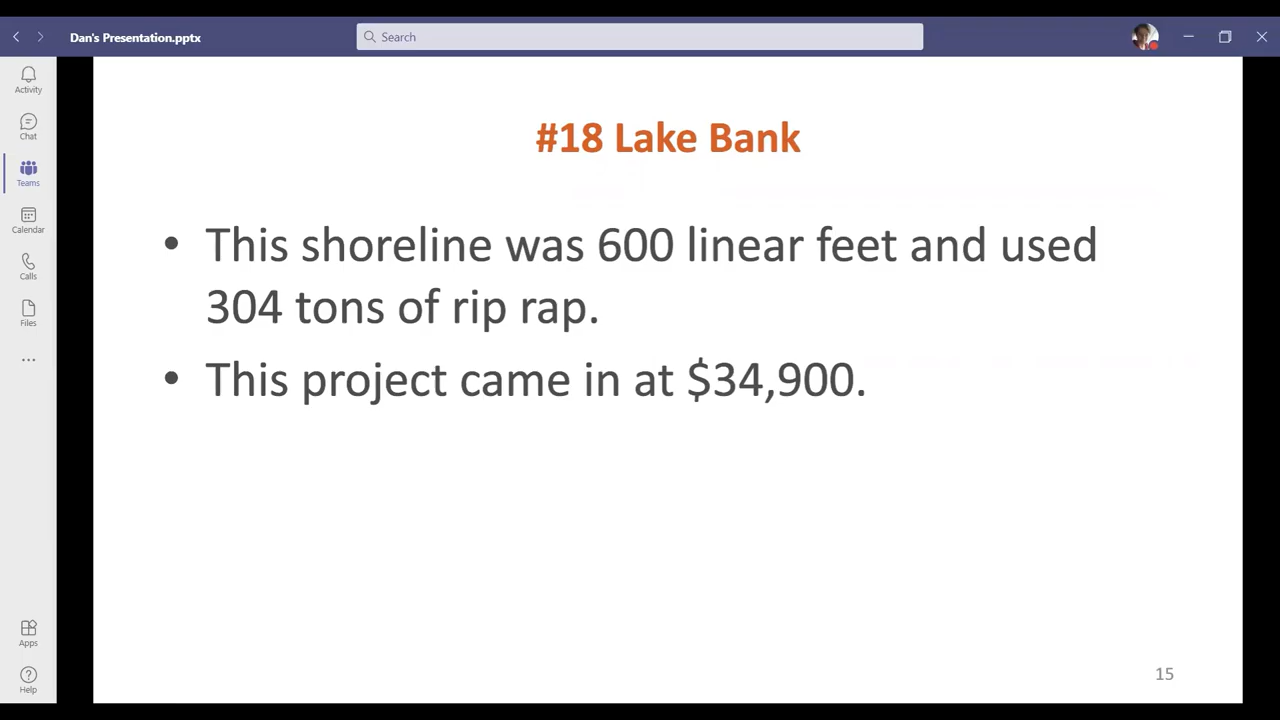 Dan's Presentation.pptx
Search
Activity
Chat
Teams
Calendar
Calls
Files
Apps
Help
#18 Lake Bank
• This shoreline was 600 linear feet and used
304 tons of rip rap.
• This project came in at $34,900.
15